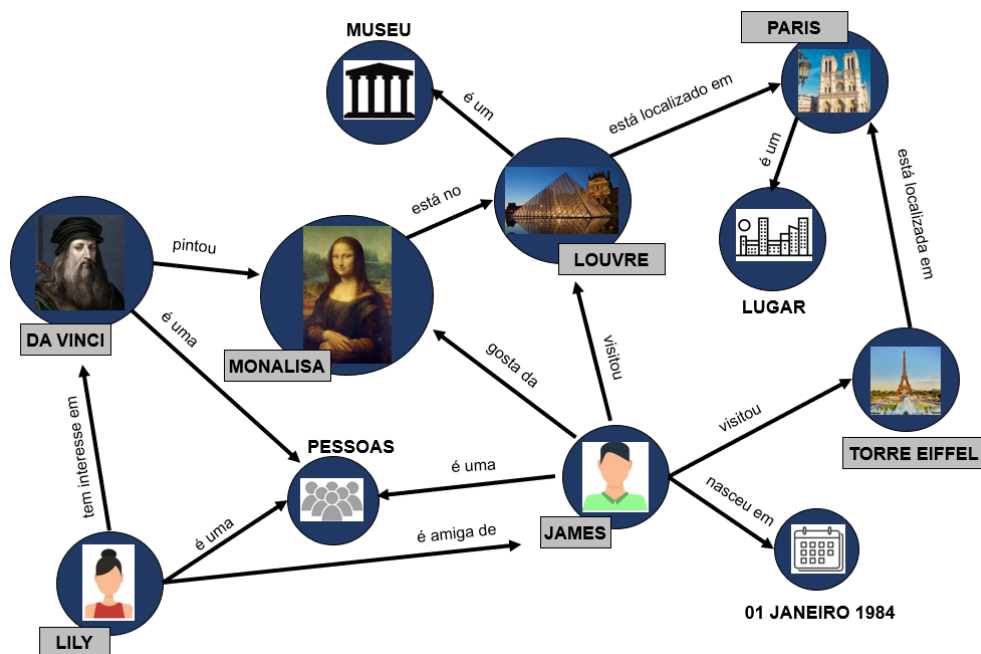 MUSEU
PARIS
é um
está localizado em
é um
está no
está localizada em
pintou
LOUVRE
LUGAR
DA VINCI
é uma
MONALISA
gosta da
visitou
visitou
tem interesse em
PESSOAS
é uma
TORRE EIFFEL
é uma
é amiga de
JAMES
nasceu em
01 JANEIRO 1984
LILY